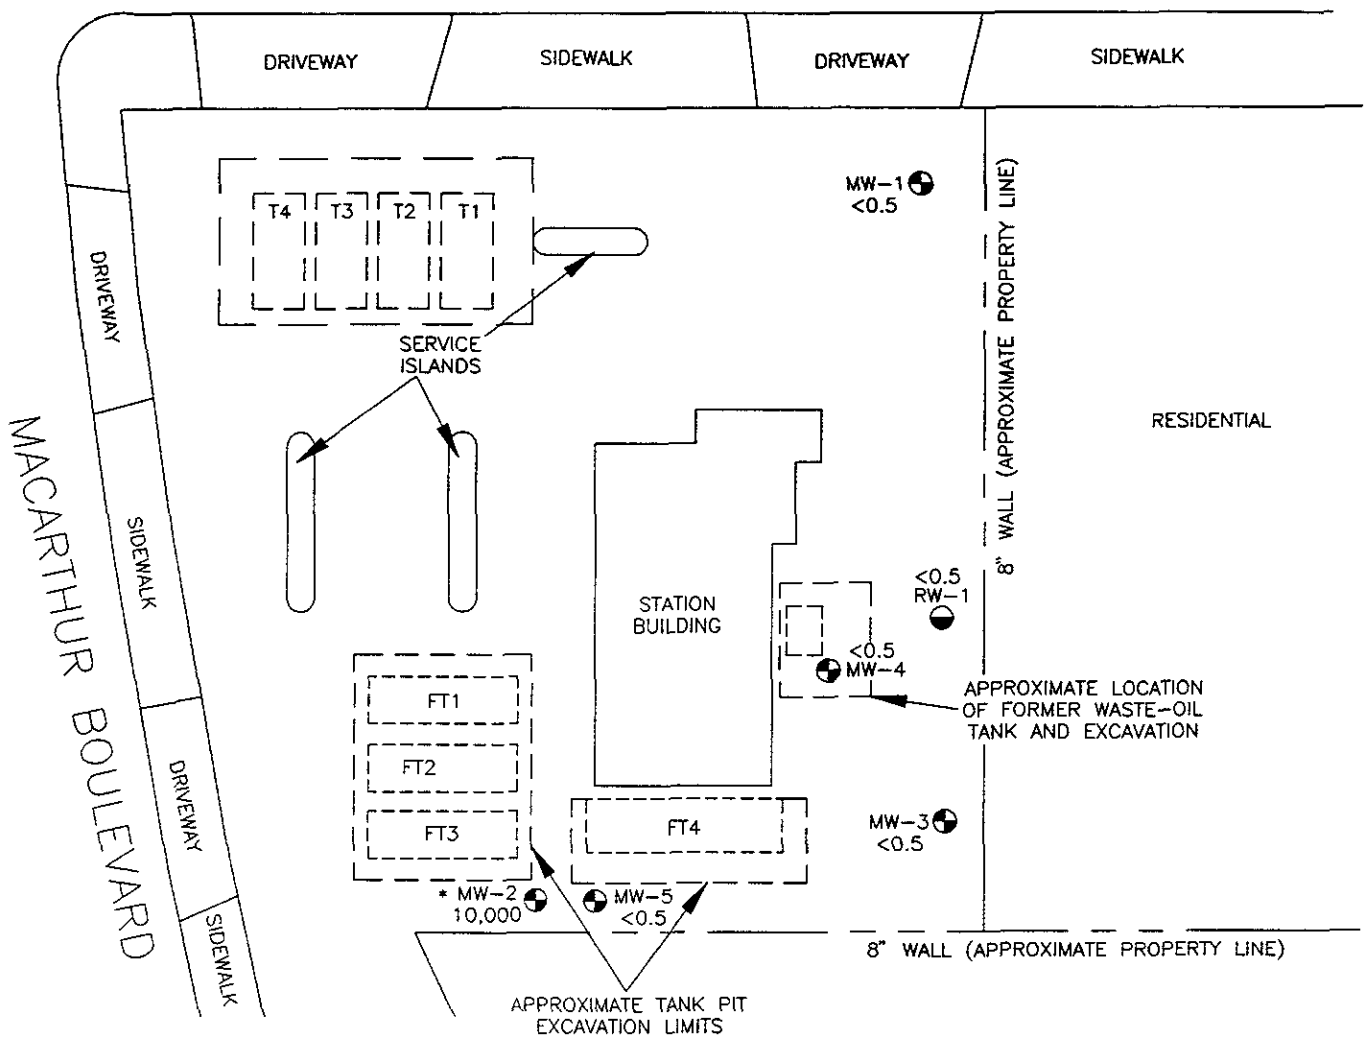 DRIVEWAY
SIDEWALK
DRIVEWAY
SIDEWALK
MW-1
<0.5
T4
T3
T2
T1
8" WALL (APPROXIMATE PROPERTY LINE)
DRIVEWAY
SERVICE
ISLANDS
RESIDENTIAL
MACARTHUR BOULEVARD
SIDEWALK
STATION
BUILDING
<0.5
RW-1
<0.5
MW-4
APPROXIMATE LOCATION
OF FORMER WASTE-OIL
TANK AND EXCAVATION
FT1
FT2
FT3
DRIVEWAY
FT4
MW-3
<0.5
* MW-2
10,000
MW-5
<0.5
SIDEWALK
8" WALL (APPROXIMATE PROPERTY LINE)
APPROXIMATE TANK PIT
EXCAVATION LIMITS